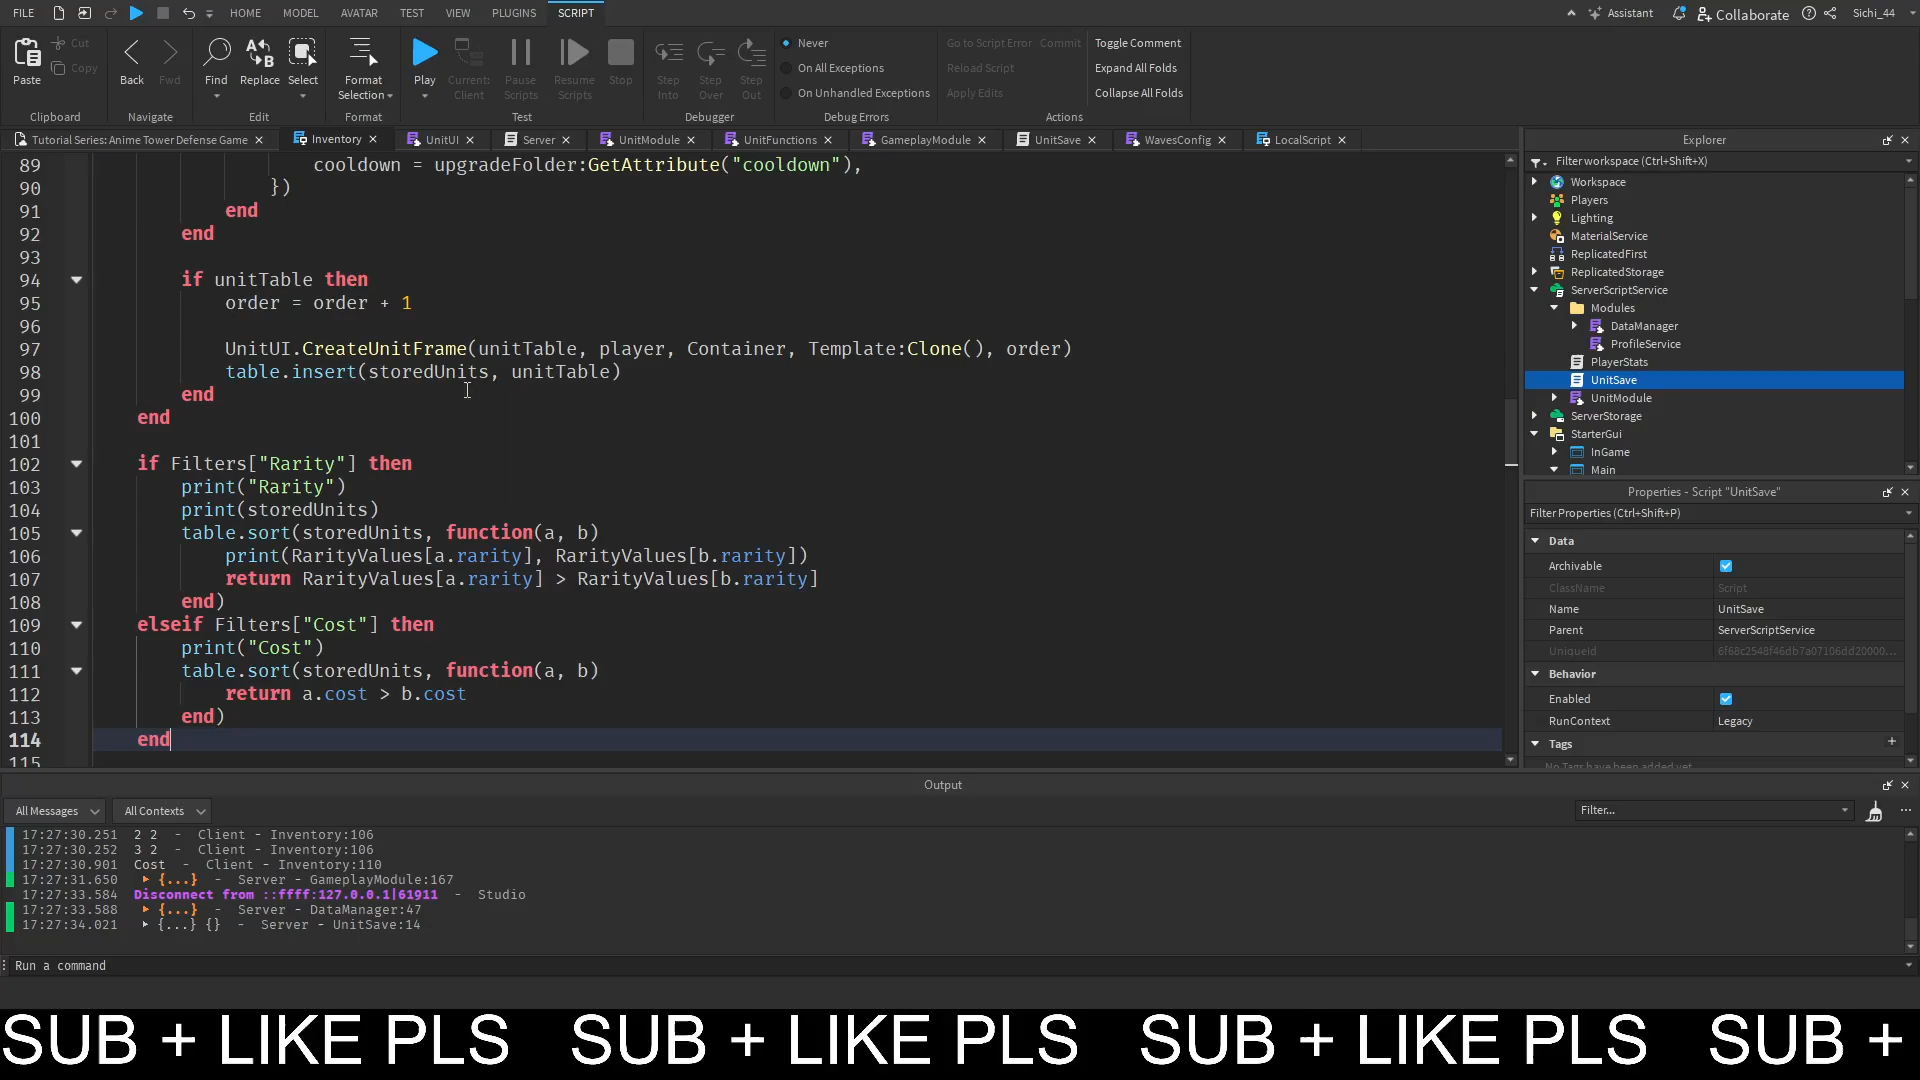 FILE HOME MODEL AVATAR TEST VIEW PLUGINS SCRIPT Assistant Collaborate Sichi_44
Paste Cut Copy Back Fwd Find Replace Select Format Selection Play Current: Client Pause Scripts Resume Scripts Stop Step Into Step Over Step Out
Never
On All Exceptions
On Unhandled Exceptions
Go to Script Error Commit
Reload Script
Apply Edits
Toggle Comment
Expand All Folds
Collapse All Folds
Clipboard Navigate Edit Format Test Debugger Debug Errors Actions
Tutorial Series: Anime Tower Defense Game Inventory UnitUI Server UnitModule UnitFunctions GameplayModule UnitSave WavesConfig LocalScript
89 cooldown = upgradeFolder:GetAttribute("cooldown"),
90 })
91 end
92 end
93
94 if unitTable then
95 order = order + 1
96
97 UnitUI.CreateUnitFrame(unitTable, player, Container, Template:Clone(), order)
98 table.insert(storedUnits, unitTable)
99 end
100 end
101
102 if Filters["Rarity"] then
103 print("Rarity")
104 print(storedUnits)
105 table.sort(storedUnits, function(a, b)
106 print(RarityValues[a.rarity], RarityValues[b.rarity])
107 return RarityValues[a.rarity] > RarityValues[b.rarity]
108 end)
109 elseif Filters["Cost"] then
110 print("Cost")
111 table.sort(storedUnits, function(a, b)
112 return a.cost > b.cost
113 end)
114 end
115
Explorer
Filter workspace (Ctrl+Shift+X)
Workspace
Players
Lighting
MaterialService
ReplicatedFirst
ReplicatedStorage
ServerScriptService
Modules
DataManager
ProfileService
PlayerStats
UnitSave
UnitModule
ServerStorage
StarterGui
InGame
Main
Properties - Script "UnitSave"
Filter Properties (Ctrl+Shift+P)
Data
Archivable
ClassName Script
Name UnitSave
Parent ServerScriptService
UniqueId 6f68c2548f46db7a07106dd20000...
Behavior
Enabled
RunContext Legacy
Tags +
No Tags have been added yet
Output
All Messages All Contexts Filter...
17:27:30.251 2 2 - Client - Inventory:106
17:27:30.252 3 2 - Client - Inventory:106
17:27:30.901 Cost - Client - Inventory:110
17:27:31.650 {...} - Server - GameplayModule:167
17:27:33.584 Disconnect from ::ffff:127.0.0.1|61911 - Studio
17:27:33.588 {...} - Server - DataManager:47
17:27:34.021 {...} {} - Server - UnitSave:14
Run a command
SUB + LIKE PLS SUB + LIKE PLS SUB + LIKE PLS SUB +